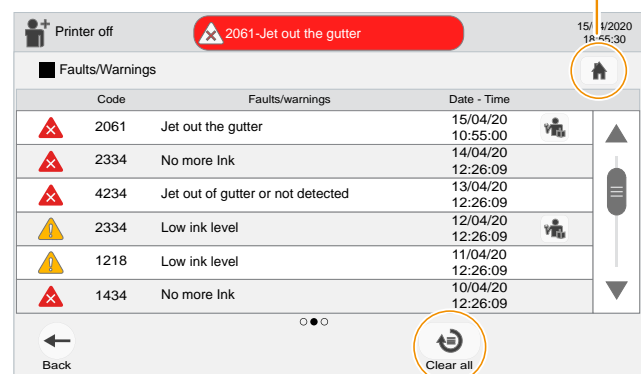 Printer off
2061-Jet out the gutter
15/04/2020
18:55:30
Faults/Warnings
Code Faults/warnings Date - Time
2061 Jet out the gutter 15/04/20 10:55:00
2334 No more Ink 14/04/20 12:26:09
4234 Jet out of gutter or not detected 13/04/20 12:26:09
2334 Low ink level 12/04/20 12:26:09
1218 Low ink level 11/04/20 12:26:09
1434 No more Ink 10/04/20 12:26:09
Back
Clear all